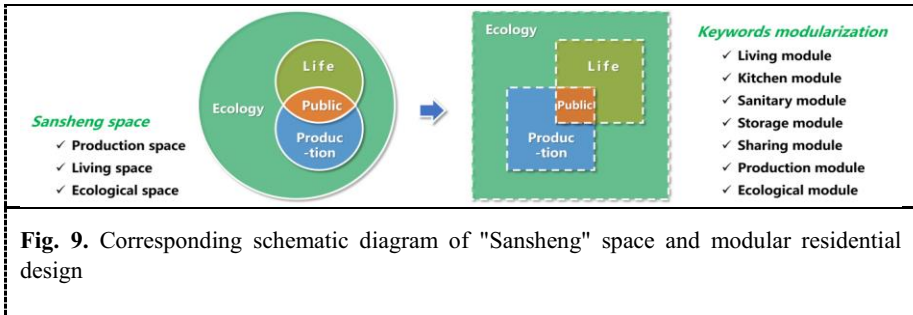 Sansheng space
✓ Production space
✓ Living space
✓ Ecological space
Ecology
Life
Public
Produc
-tion
Ecology
Life
Public
Produc
-tion
Keywords modularization
✓ Living module
✓ Kitchen module
✓ Sanitary module
✓ Storage module
✓ Sharing module
✓ Production module
✓ Ecological module
Fig. 9. Corresponding schematic diagram of "Sansheng" space and modular residential
design